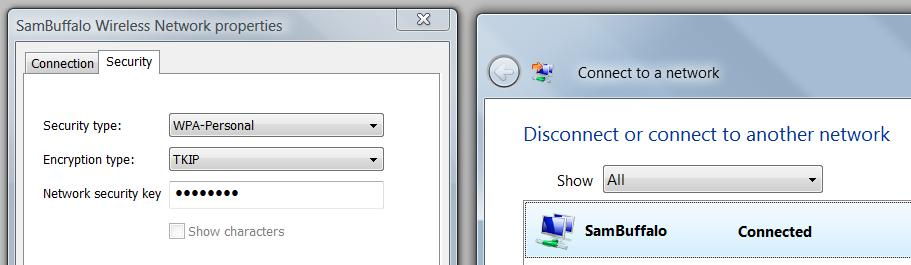 SamBuffalo Wireless Network properties
Connection
Security
Security type:
WPA-Personal
Encryption type:
TKIP
Network security key
●●●●●●●●
Show characters
Connect to a network
Disconnect or connect to another network
Show
All
SamBuffalo
Connected